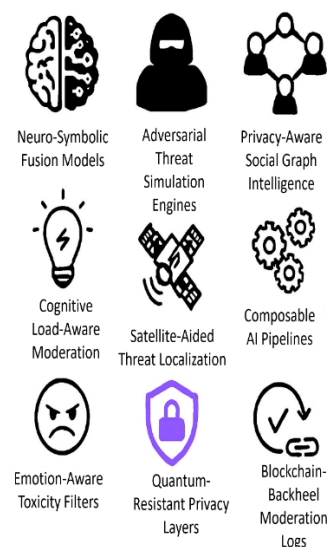 Neuro-Symbolic
Fusion Models
Adversarial
Threat
Simulation
Engines
Privacy-Aware
Social Graph
Intelligence
Cognitive
Load-Aware
Moderation
Satellite-Aided
Threat Localization
Composable
AI Pipelines
Emotion-Aware
Toxicity Filters
Quantum-
Resistant Privacy
Layers
Blockchain-
Backheel
Moderation
Logs